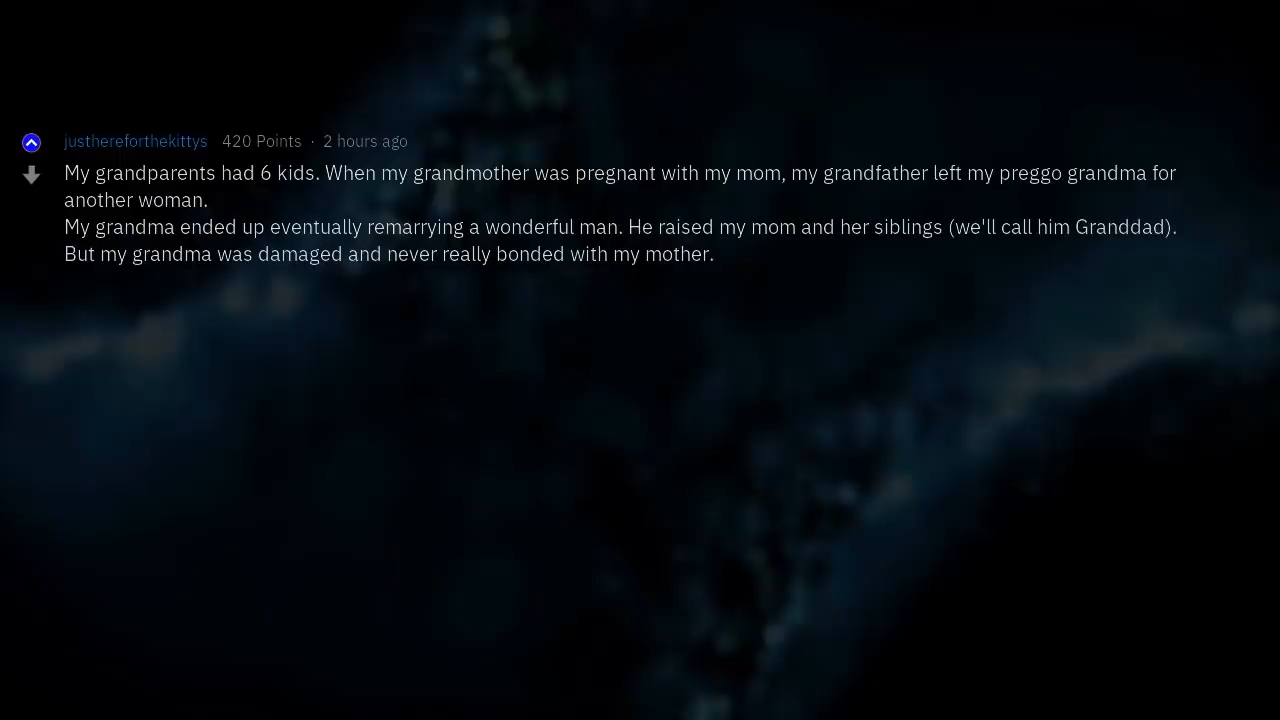 justhereforthekittys 420 Points · 2 hours ago
My grandparents had 6 kids. When my grandmother was pregnant with my mom, my grandfather left my preggo grandma for
another woman.
My grandma ended up eventually remarrying a wonderful man. He raised my mom and her siblings (we'll call him Granddad).
But my grandma was damaged and never really bonded with my mother.